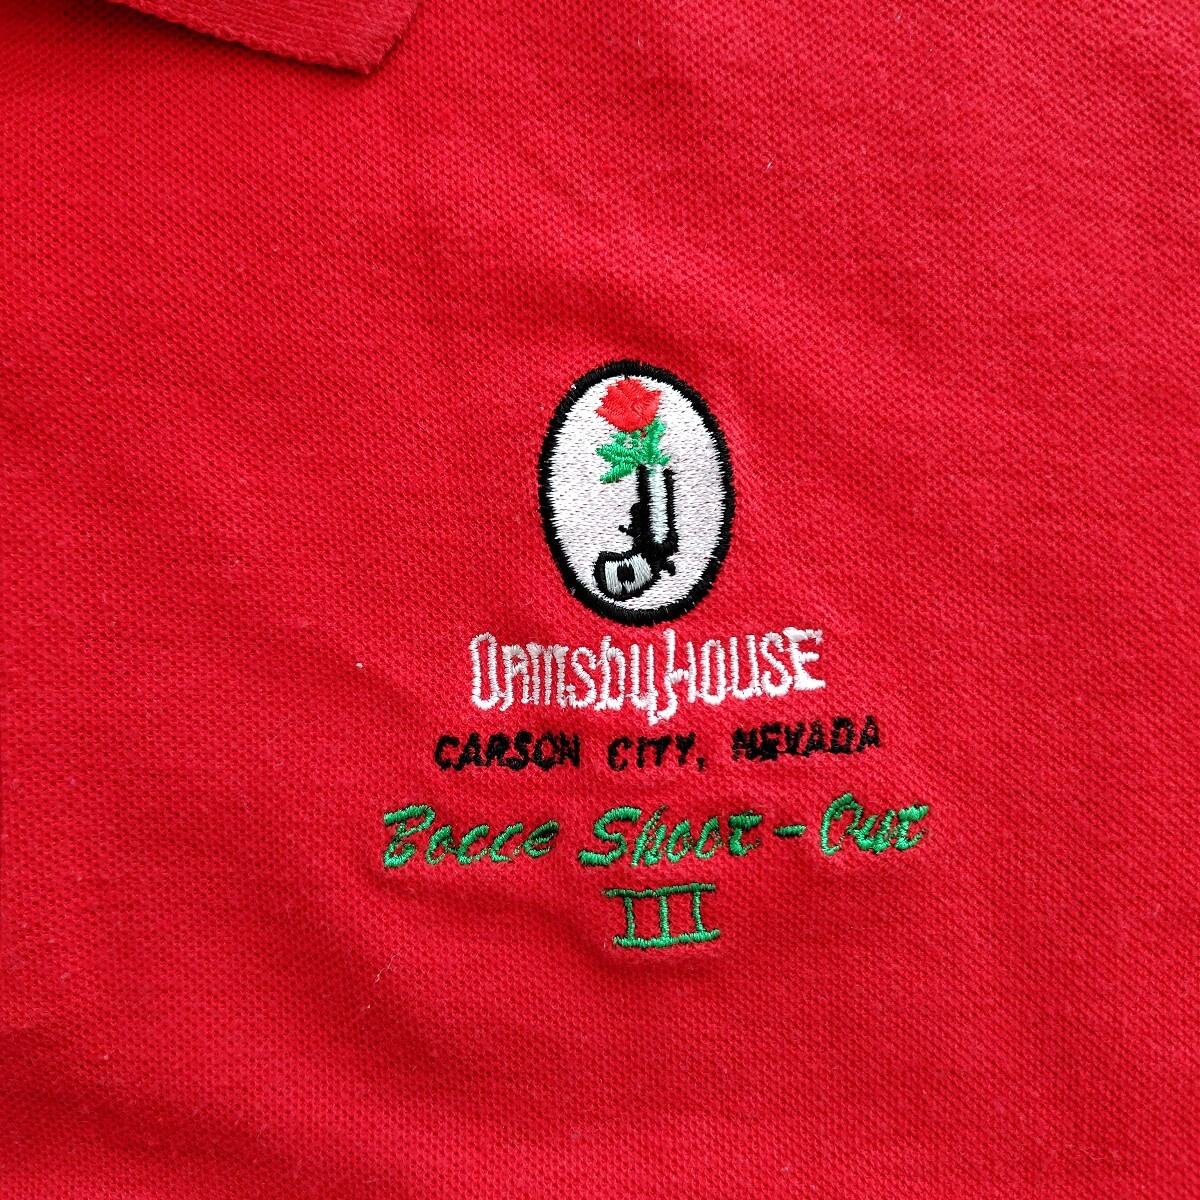 Ormsby House
CARSON CITY, NEVADA
Bocce Shoot-Out
III